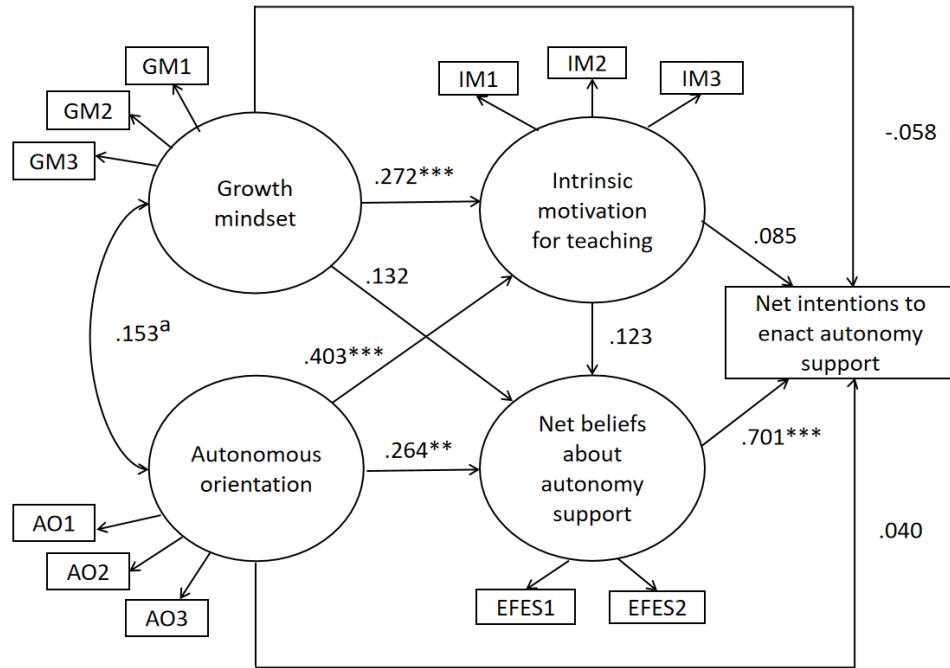 GM1
GM2
GM3
IM1
IM2
IM3
-.058
Growth
mindset
.272***
Intrinsic
motivation
for teaching
.085
.132
Net intentions to
enact autonomy
support
.153a
.403***
.123
Autonomous
orientation
.264**
Net beliefs
about
autonomy
support
.701***
.040
AO1
AO2
AO3
EFES1
EFES2